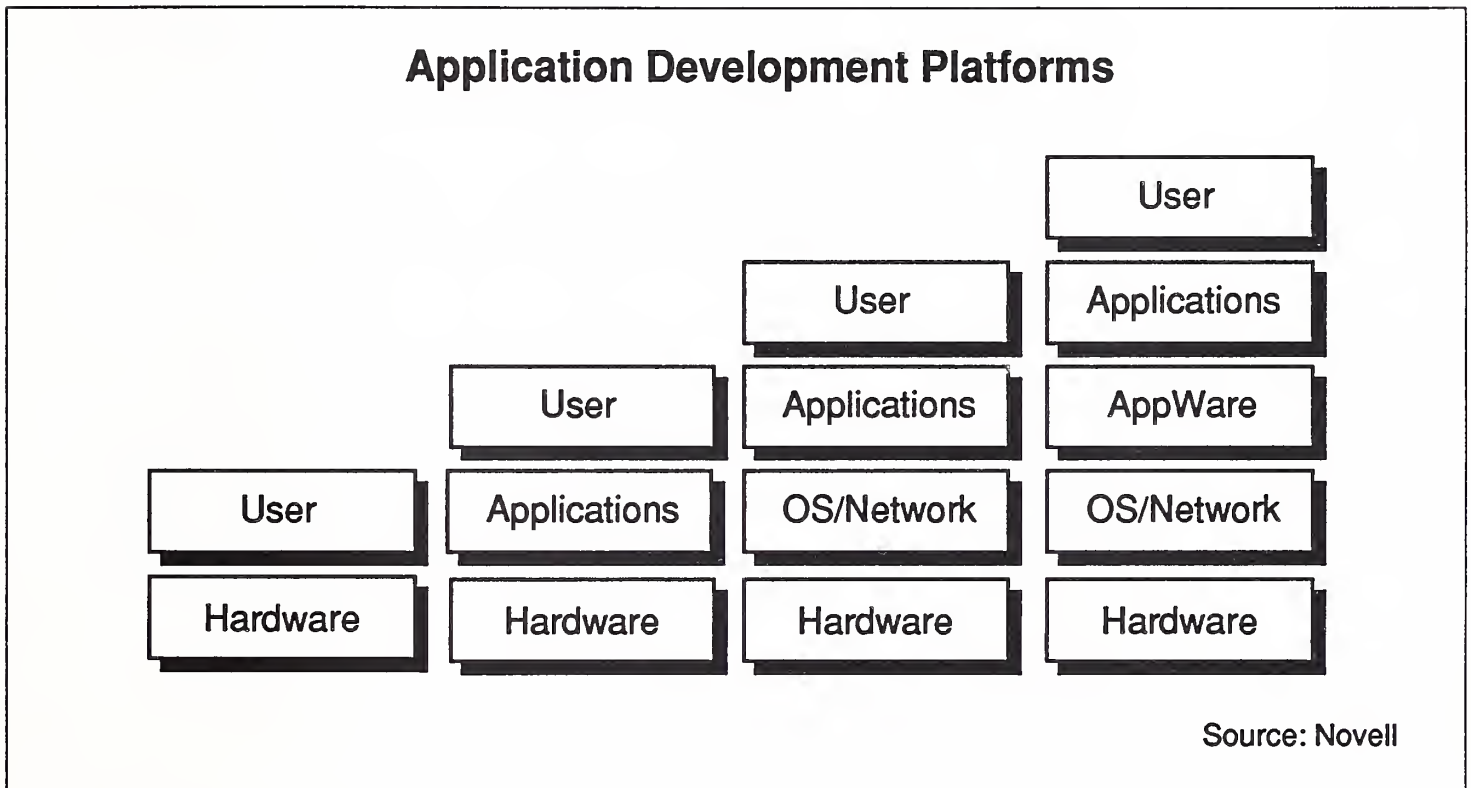 Application Development Platforms
User
User Applications
User Applications AppWare
User Applications OS/Network OS/Network
Hardware Hardware Hardware Hardware
Source: Novell